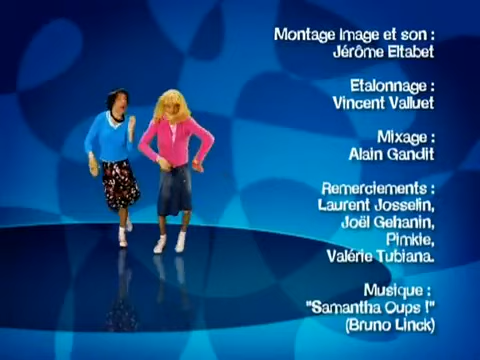 Montage Image et son :
Jérôme Eltabet
Etalonnage :
Vincent Valluet
Mixage :
Alain Gandit
Remerciements :
Laurent Josselin,
Joël Gehanin,
Pimkie,
Valérie Tubiana.
Musique :
"Samantha Oups !"
(Bruno Linck)